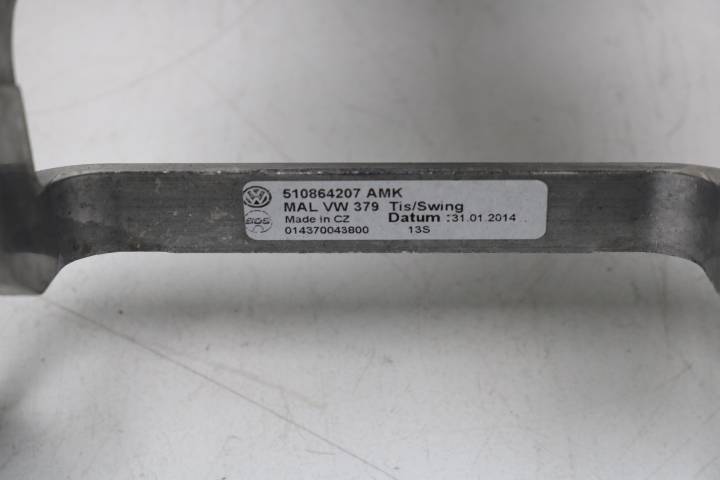 510864207 AMK
MAL VW 379 Tis/Swing
Made in CZ Datum :31.01.2014
014370043800 13S